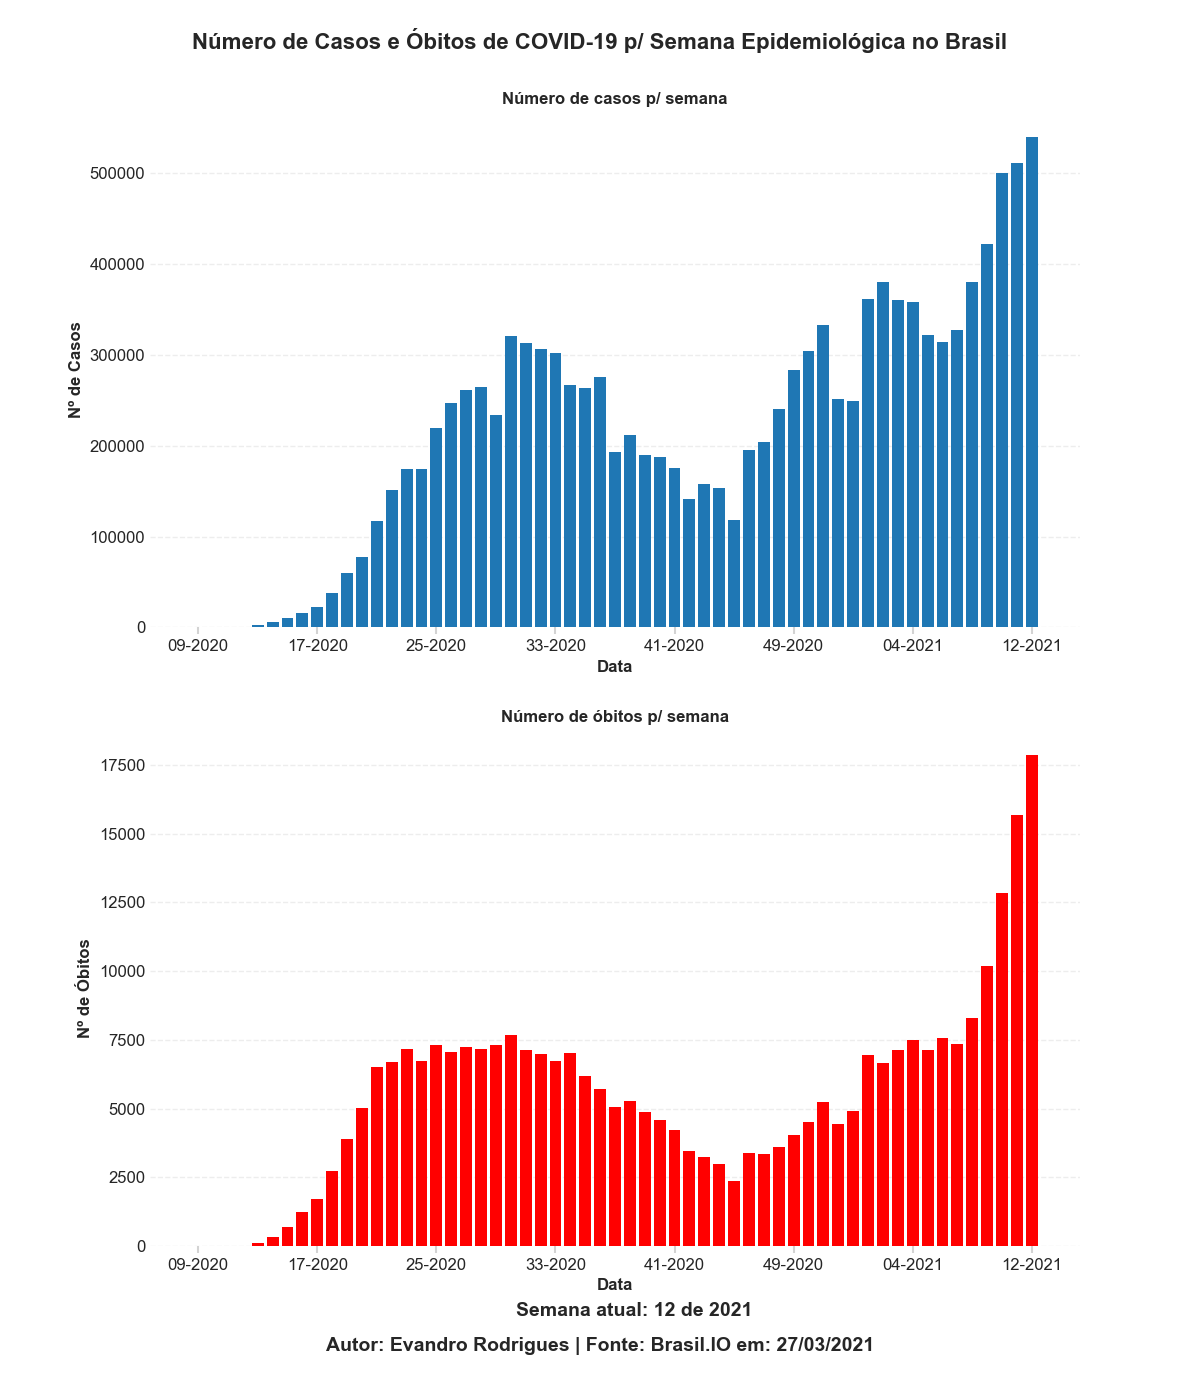 Número de Casos e Óbitos de COVID-19 p/ Semana Epidemiológica no Brasil
Número de casos p/ semana
500000
400000
300000
200000
100000
0
Nº de Casos
09-2020 17-2020 25-2020 33-2020 41-2020 49-2020 04-2021 12-2021
Data
Número de óbitos p/ semana
17500
15000
12500
10000
7500
5000
2500
0
Nº de Óbitos
09-2020 17-2020 25-2020 33-2020 41-2020 49-2020 04-2021 12-2021
Data
Semana atual: 12 de 2021
Autor: Evandro Rodrigues | Fonte: Brasil.IO em: 27/03/2021